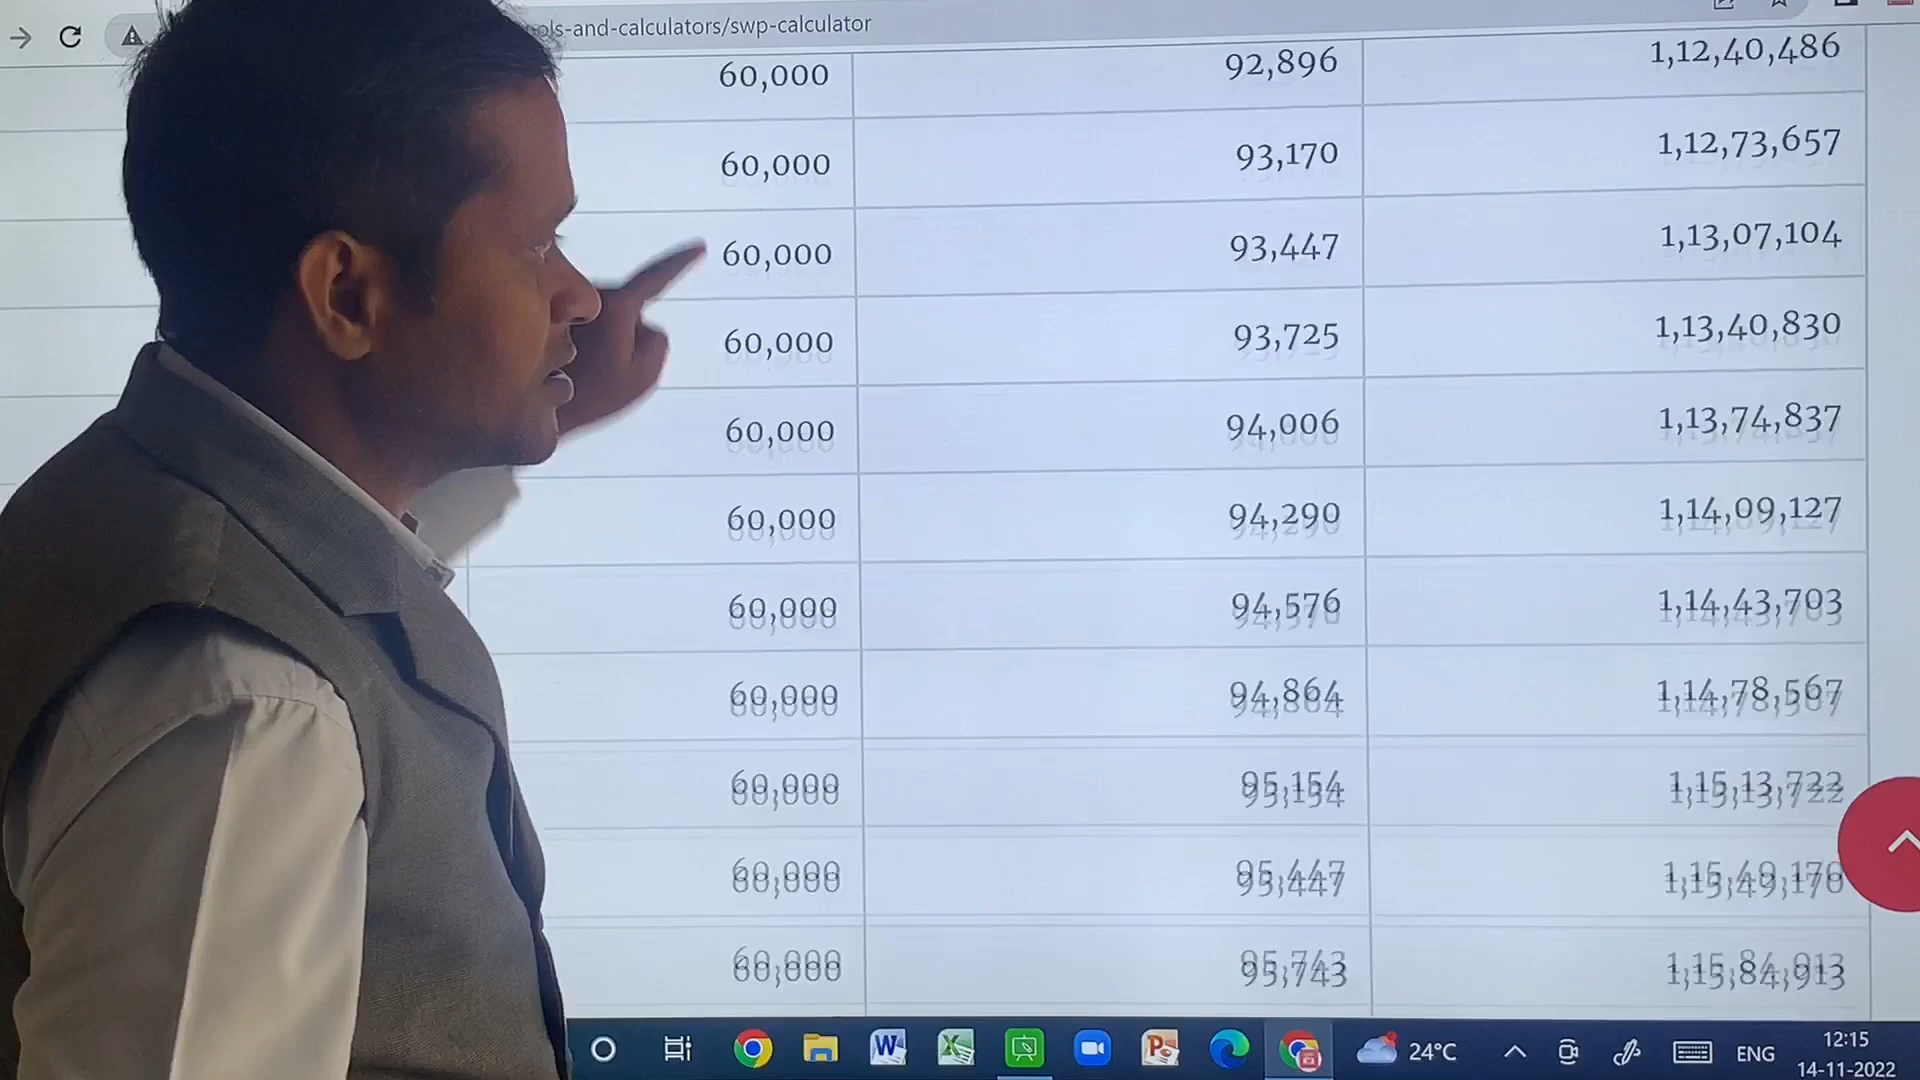 ols-and-calculators/swp-calculator
60,000 92,896 1,12,40,486
60,000 93,170 1,12,73,657
60,000 93,447 1,13,07,104
60,000 93,725 1,13,40,830
60,000 94,006 1,13,74,837
60,000 94,290 1,14,09,127
60,000 94,576 1,14,43,703
60,000 94,864 1,14,78,567
60,000 95,154 1,15,13,722
60,000 95,447 1,15,49,170
60,000 95,743 1,15,84,913
24°C ENG 12:15
14-11-2022